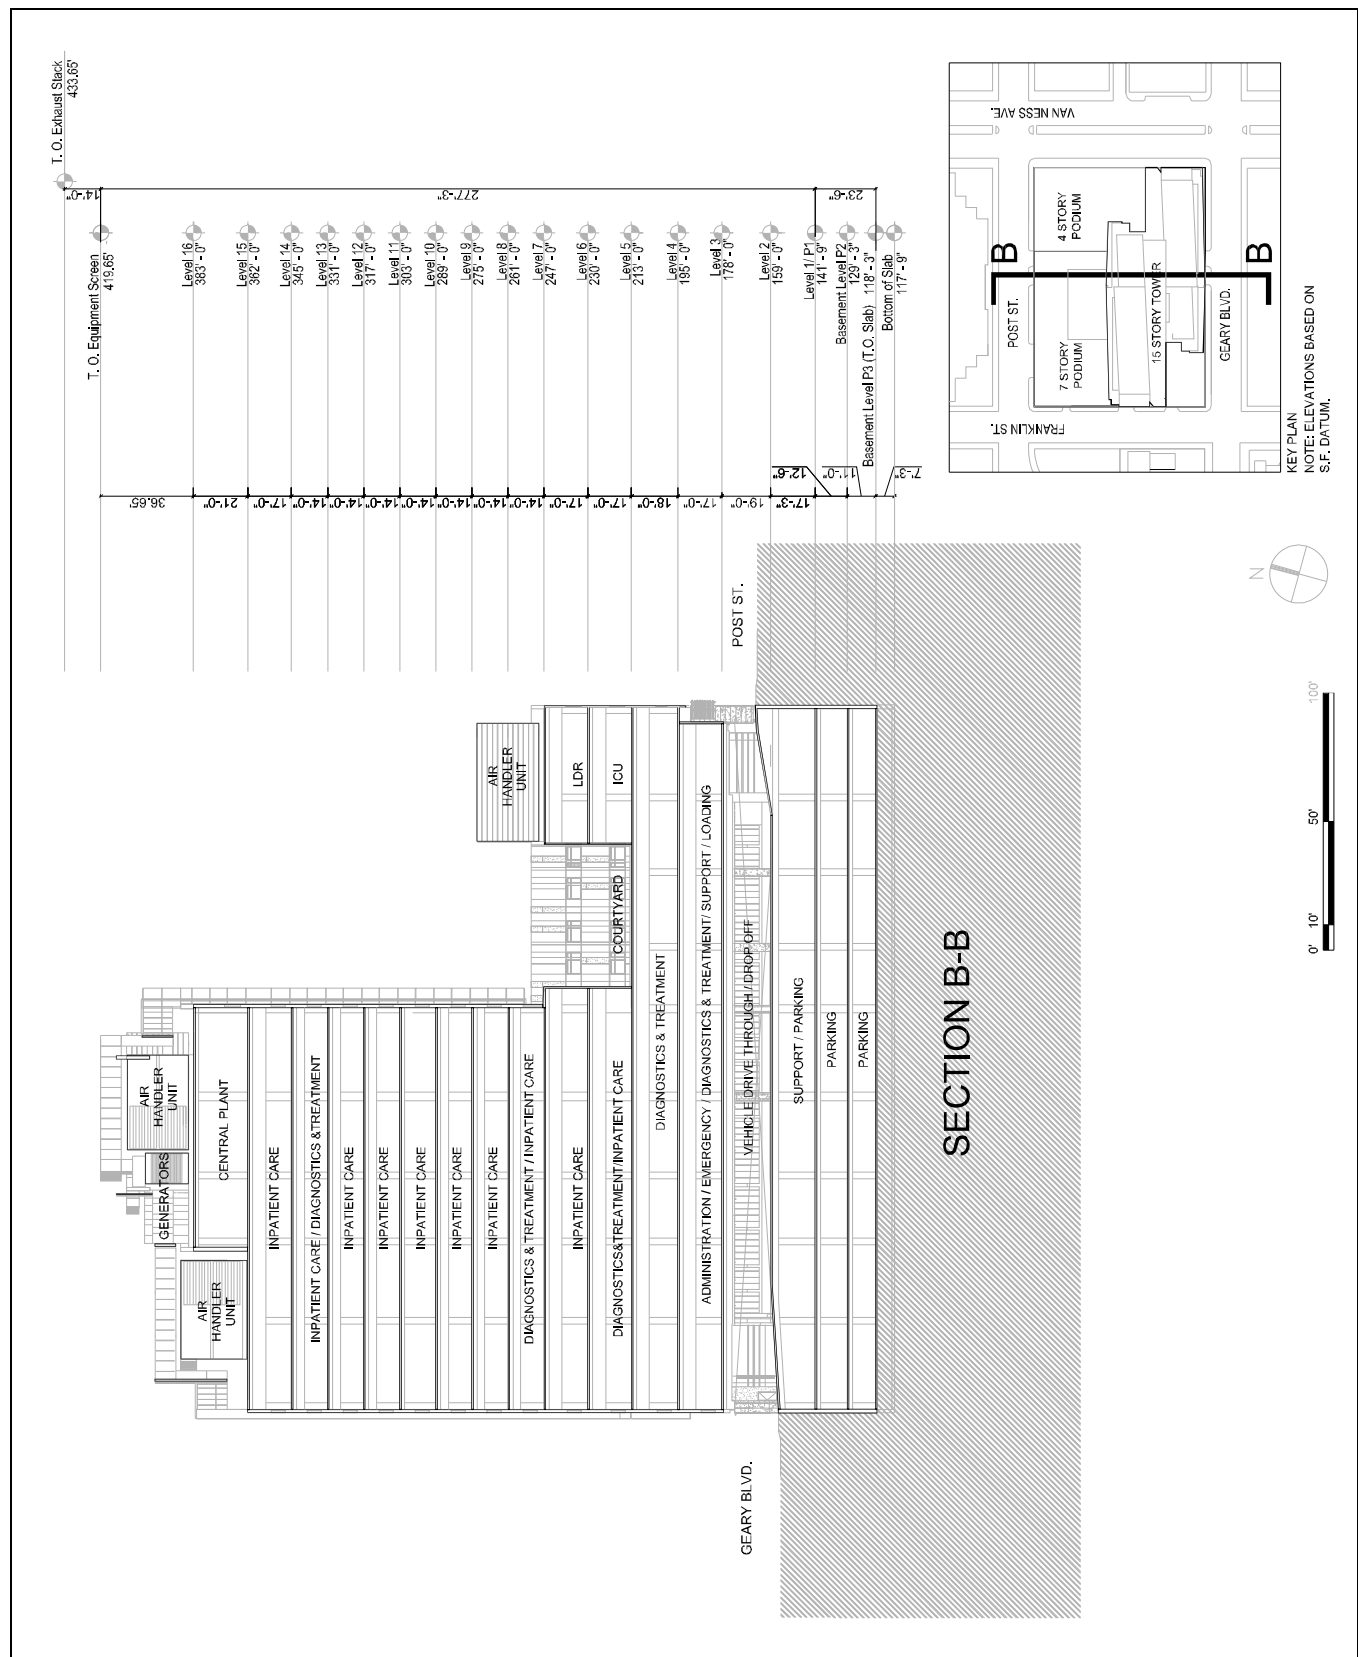 T. O. Exhaust Stack
433.65'
T. O. Equipment Screen
419.65'
Level 16
383' - 0"
Level 15
362' - 0"
Level 14
345' - 0"
Level 13
331' - 0"
Level 12
317' - 0"
Level 11
303' - 0"
Level 10
289' - 0"
Level 9
275' - 0"
Level 8
261' - 0"
Level 7
247' - 0"
Level 6
230' - 0"
Level 5
213' - 0"
Level 4
195' - 0"
Level 3
178' - 0"
Level 2
159' - 0"
Level 1 / P1
141' - 9"
Basement Level P2
129' - 3"
Basement Level P3 (T.O. Slab)
118' - 3"
Bottom of Slab
117' - 9"
14'-0"
277'-3"
23'-6"
36.65'
21'-0"
17'-0"
14'-0"
14'-0"
14'-0"
14'-0"
14'-0"
14'-0"
14'-0"
17'-0"
17'-0"
18'-0"
17'-0"
19'-0"
17'-3"
12'-6"
11'-0"
7'-3"
AIR
HANDLER
UNIT
GENERATORS
AIR
HANDLER
UNIT
CENTRAL PLANT
INPATIENT CARE
INPATIENT CARE / DIAGNOSTICS &TREATMENT
INPATIENT CARE
INPATIENT CARE
INPATIENT CARE
INPATIENT CARE
INPATIENT CARE
DIAGNOSTICS & TREATMENT / INPATIENT CARE
INPATIENT CARE
DIAGNOSTICS&TREATMENT/INPATIENT CARE
AIR
HANDLER
UNIT
LDR
ICU
COURTYARD
DIAGNOSTICS & TREATMENT
ADMINISTRATION / EMERGENCY / DIAGNOSTICS & TREATMENT/ SUPPORT / LOADING
VEHICLE DRIVE THROUGH / DROP OFF
SUPPORT / PARKING
PARKING
PARKING
GEARY BLVD.
POST ST.
SECTION B-B
VAN NESS AVE.
4 STORY
PODIUM
B
B
POST ST.
15 STORY TOWER
GEARY BLVD.
7 STORY
PODIUM
FRANKLIN ST.
KEY PLAN
NOTE: ELEVATIONS BASED ON
S.F. DATUM.
N
0' 10' 50' 100'